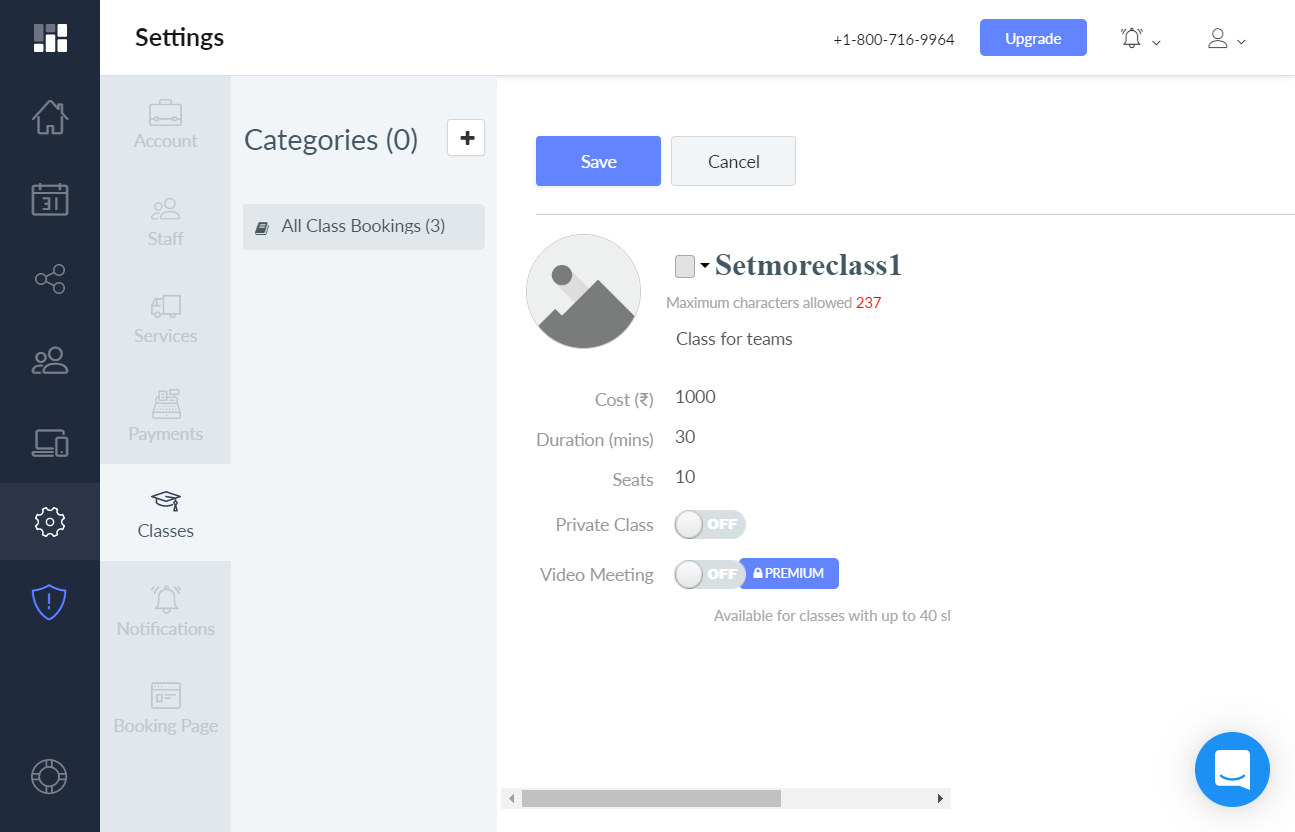 Settings
+1-800-716-9964
Upgrade
31
Account
Staff
Services
Payments
Classes
Notifications
Booking Page
Categories (0)
+
All Class Bookings (3)
Save
Cancel
Setmoreclass1
Maximum characters allowed 237
Class for teams
Cost (₹) 1000
Duration (mins) 30
Seats 10
Private Class OFF
Video Meeting OFF PREMIUM
Available for classes with up to 40 sl